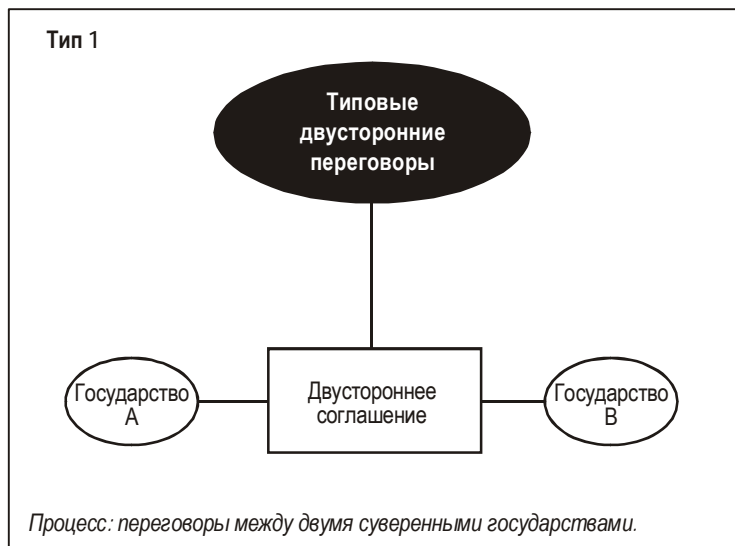 Тип 1
Типовые
двусторонние
переговоры
Государство
А
Двустороннее
соглашение
Государство
В
Процесс: переговоры между двумя суверенными государствами.